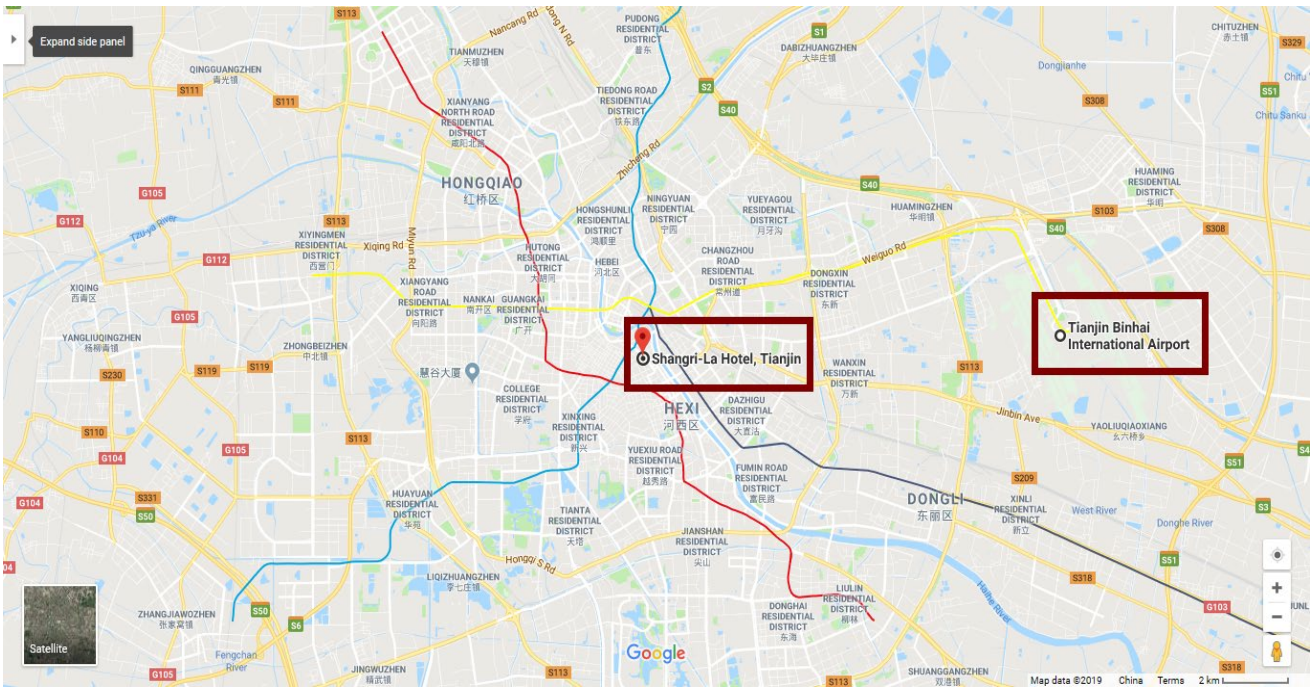 Expand side panel
S113
Nancang Rd
PUDONG
RESIDENTIAL
DISTRICT
普东
S1
DABIZHUANGZHEN
大毕庄镇
CHITUZHEN
赤土镇
S329
TIANMUZHEN
天穆镇
QINGGUANGZHEN
青光镇
S111
S111
Dongjianhe
S51
Chitu Sanku
TIEDONG ROAD
RESIDENTIAL
DISTRICT
铁东路
S2
S40
S308
XIANYANG
NORTH ROAD
RESIDENTIAL
DISTRICT
咸阳北路
Zhicheng Rd
HONGQIAO
红桥区
G105
G112
S113
Tzu-ya River
S40
HUAMING
RESIDENTIAL
DISTRICT
华明
NINGYUAN
RESIDENTIAL
DISTRICT
宁园
YUEYAGOU
RESIDENTIAL
DISTRICT
月牙沟
HUAMINGZHEN
华明镇
S103
S40
S308
HONGSHUNLI
RESIDENTIAL
DISTRICT
鸿顺里
XIYINGMEN
RESIDENTIAL
DISTRICT
西营门
Xiqing Rd
Miyun Rd
G112
HUTONG
RESIDENTIAL
DISTRICT
大胡同
HEBEI
河北区
CHANGZHOU
ROAD
RESIDENTIAL
DISTRICT
常州道
Weiguo Rd
DONGXIN
RESIDENTIAL
DISTRICT
东新
XIQING
西青区
XIANGYANG
ROAD
RESIDENTIAL
DISTRICT
向阳路
NANKAI
南开区
GUANGKAI
RESIDENTIAL
DISTRICT
广开
G105
YANGLIUQINGZHEN
杨柳青镇
ZHONGBEIZHEN
中北镇
S230
S119
S119
慧谷大厦
Shangri-La Hotel, Tianjin
Tianjin Binhai
International Airport
WANXIN
RESIDENTIAL
DISTRICT
万新
S113
COLLEGE
RESIDENTIAL
DISTRICT
学府
HEXI
河西区
DAZHIGU
RESIDENTIAL
DISTRICT
大直沽
Jinbin Ave
YAOLIUQIAOXIANG
幺六桥乡
S110
S113
G105
G104
XINXING
RESIDENTIAL
DISTRICT
新兴
YUEXIU ROAD
RESIDENTIAL
DISTRICT
越秀路
FUMIN ROAD
RESIDENTIAL
DISTRICT
富民路
S51
S209
G104
S331
S50
HUAYUAN
RESIDENTIAL
DISTRICT
华苑
TIANTA
RESIDENTIAL
DISTRICT
天塔
DONGLI
东丽区
XINLI
RESIDENTIAL
DISTRICT
新立
West River
Donghe River
S3
JIANSHAN
RESIDENTIAL
DISTRICT
尖山
Hongqi S Rd
LIQIZHUANGZHEN
李七庄镇
S51
S318
Haihe River
LIULIN
RESIDENTIAL
DISTRICT
柳林
DONGHAI
RESIDENTIAL
DISTRICT
东海
ZHANGJIAWOZHEN
张家窝镇
S50
S6
G103
Satellite
Fengchan
River
G105
JINGWUZHEN
精武镇
Google
S113
S113
SHUANGGANGZHEN
双港镇
S318
Map data ©2019 China Terms 2 km